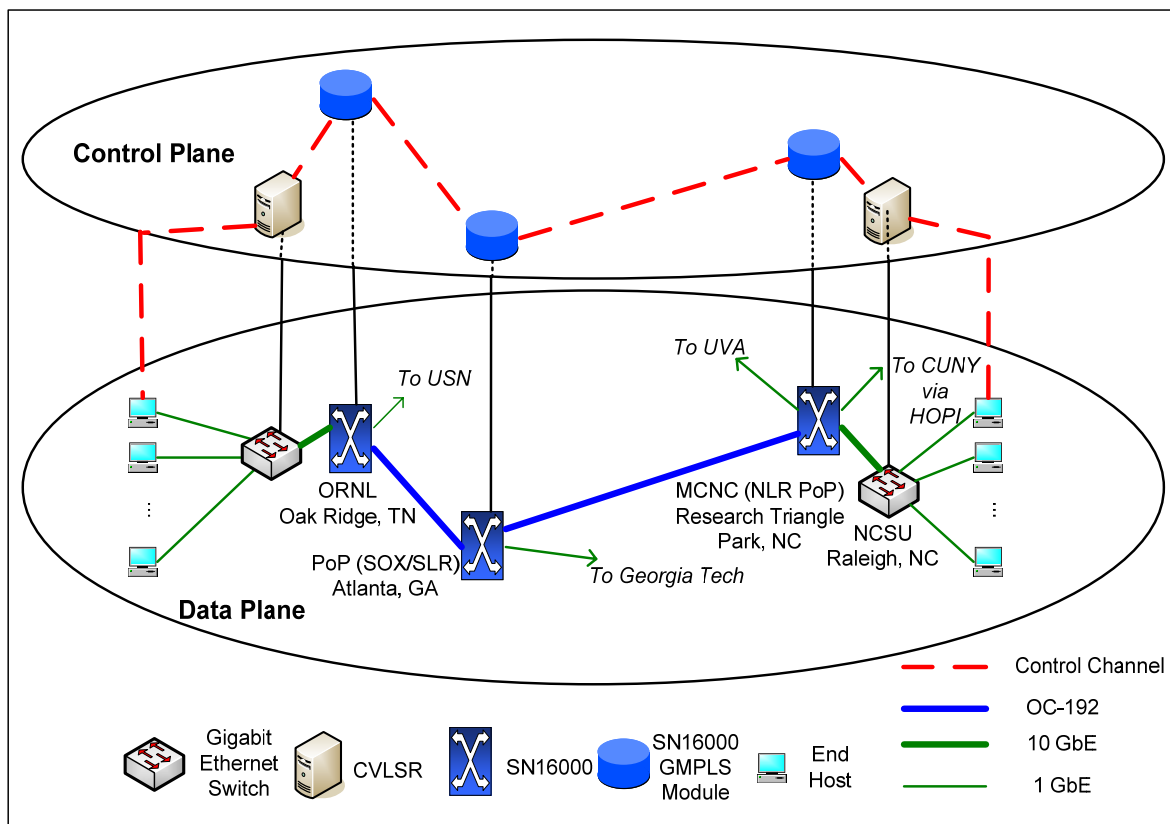 Control Plane
To UVA
To USN
To CUNY
via
HOPI
ORNL
Oak Ridge, TN
MCNC (NLR PoP)
Research Triangle
Park, NC
NCSU
Raleigh, NC
PoP (SOX/SLR)
Atlanta, GA
To Georgia Tech
...
...
Data Plane
Control Channel
OC-192
10 GbE
1 GbE
Gigabit
Ethernet
Switch
CVLSR
SN16000
SN16000
GMPLS
Module
End
Host